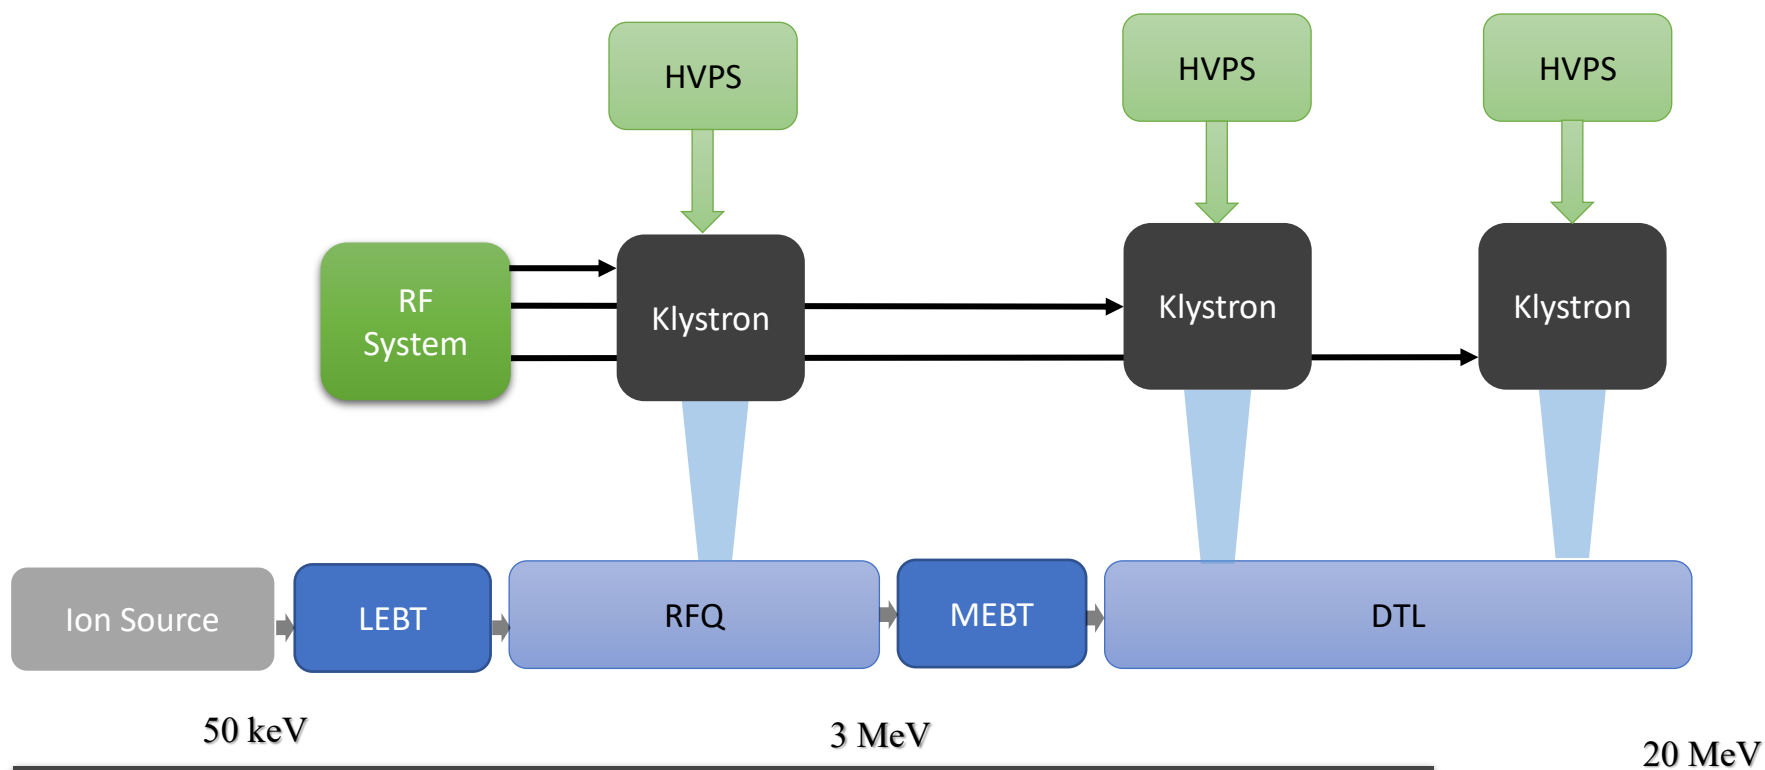 HVPS
HVPS
HVPS
RF
System
Klystron
Klystron
Klystron
Ion Source
LEBT
RFQ
MEBT
DTL
50 keV
3 MeV
20 MeV